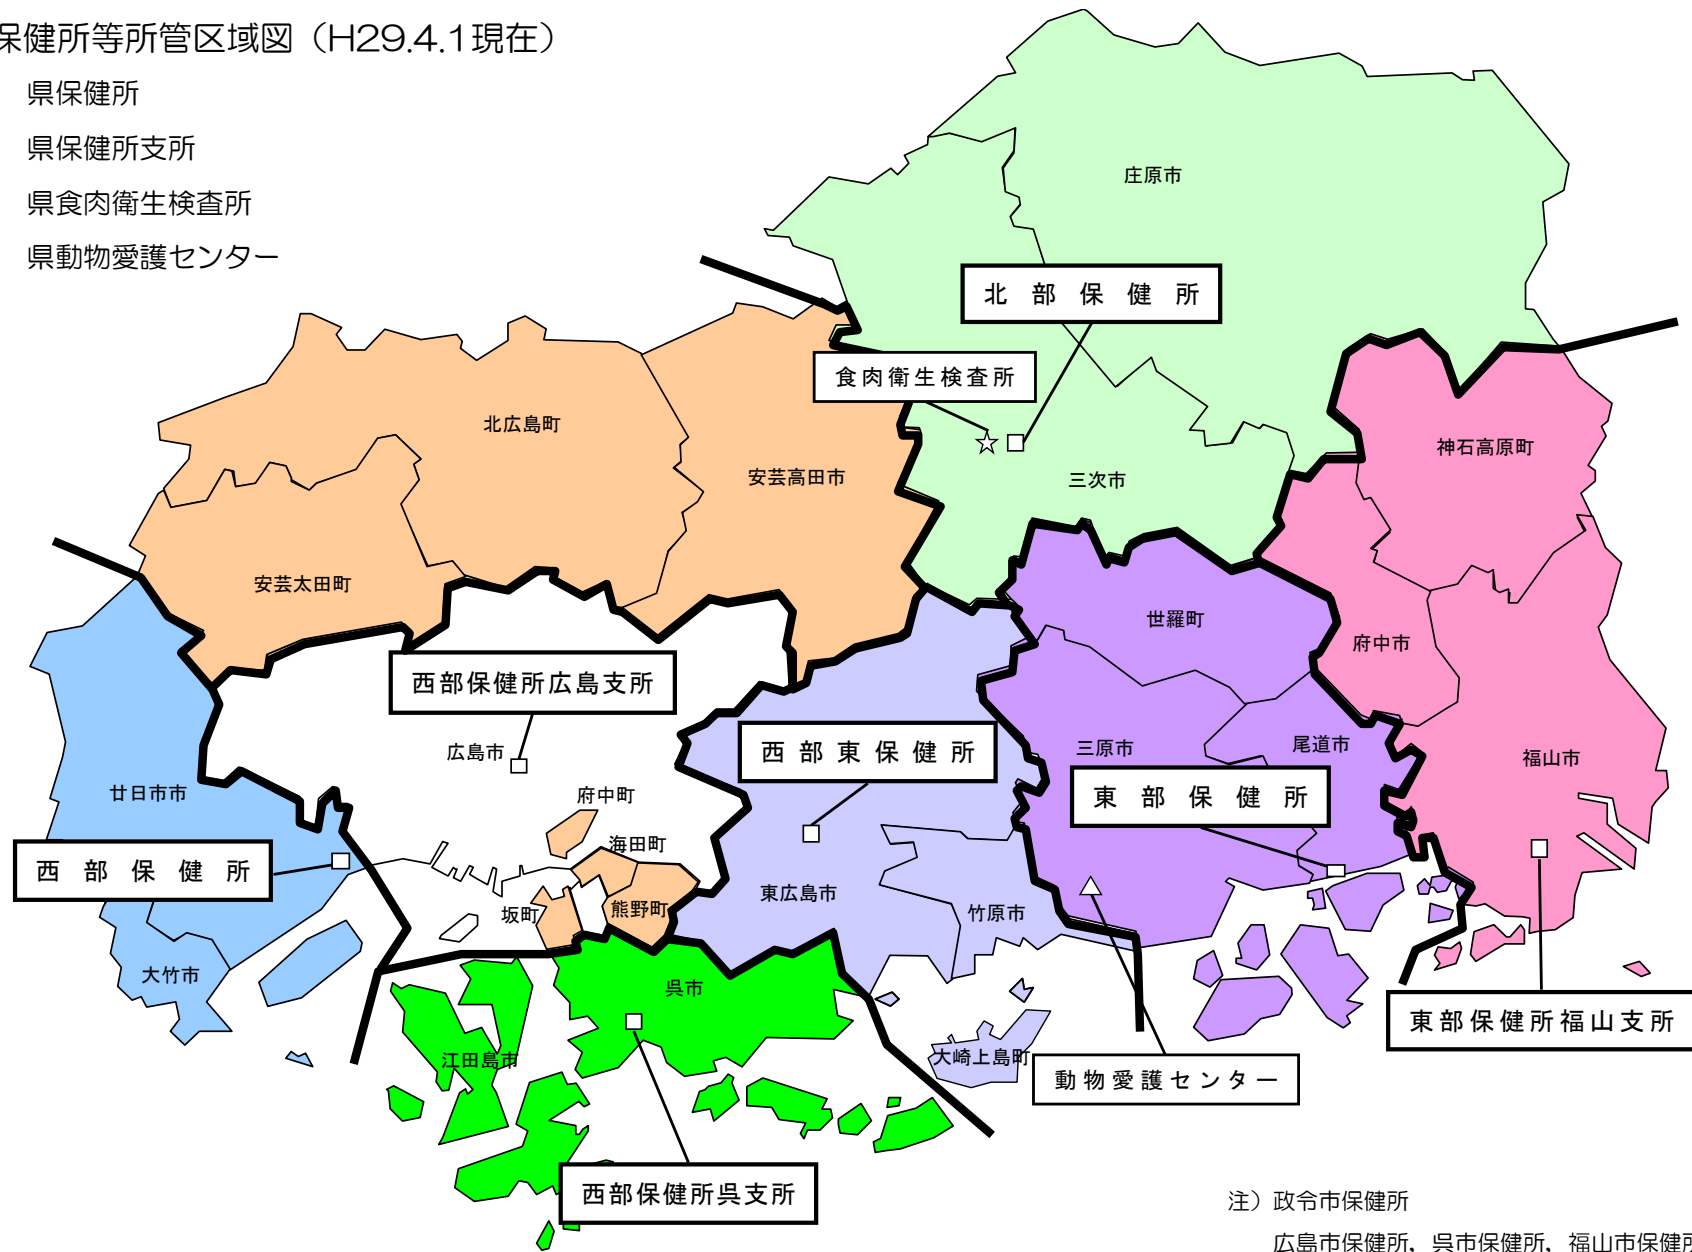 保健所等所管区域図（H29.4.1現在）
県保健所
県保健所支所
県食肉衛生検査所
県動物愛護センター
庄原市
北部保健所
食肉衛生検査所
北広島町
神石高原町
安芸高田市
三次市
安芸太田町
世羅町
府中市
西部保健所広島支所
広島市
西部東保健所
三原市
尾道市
福山市
廿日市市
府中町
東部保健所
海田町
西部保健所
東広島市
坂町
熊野町
竹原市
大竹市
呉市
東部保健所福山支所
江田島市
大崎上島町
動物愛護センター
西部保健所呉支所
注）政令市保健所
広島市保健所，呉市保健所，福山市保健所